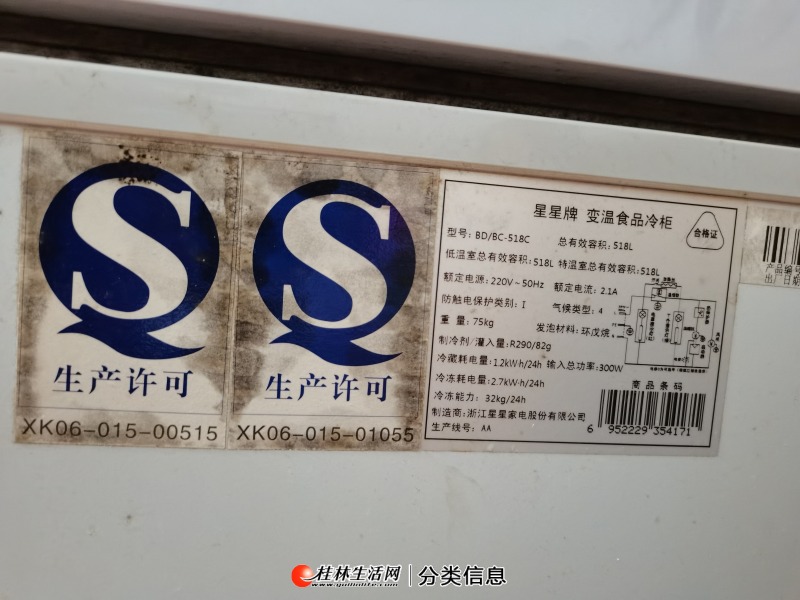 S
生产许可
XK06-015-00515
S
生产许可
XK06-015-01055
星星牌 变温食品冷柜
合格证
型号: BD/BC-518C 总有效容积: 518L
低温室总有效容积: 518L 特温室总有效容积: 518L
额定电源: 220V～50Hz 额定电流: 2.1A
防触电保护类别: I 气候类型: 4
重 量: 75kg 发泡材料: 环戊烷
制冷剂/灌入量: R290/82g
冷藏耗电量: 1.2kW·h/24h 输入总功率: 300W
冷冻耗电量: 2.7kW·h/24h
冷冻能力: 32kg/24h
制造商: 浙江星星家电股份有限公司
生产线号: AA
商品条码
6 952229 354171
产品编号
出厂日期
桂林生活网
www.guilinlife.com
分类信息